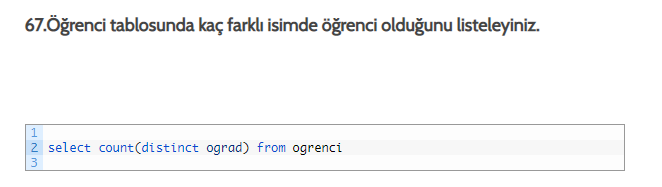 67.Öğrenci tablosunda kaç farklı isimde öğrenci olduğunu listeleyiniz.
1
2 select count(distinct ograd) from ogrenci
3